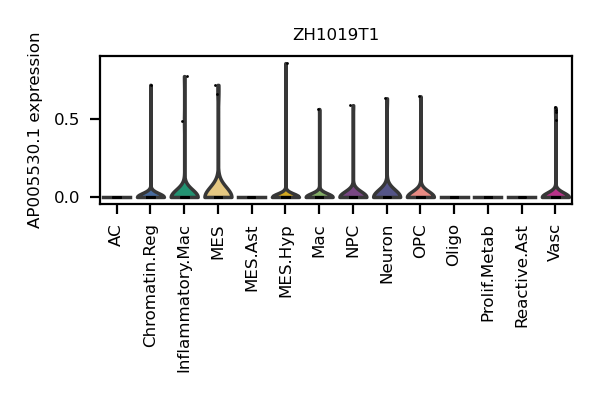 ZH1019T1
AP005530.1 expression
0.5
0.0
AC
Chromatin.Reg
Inflammatory.Mac
MES
MES.Ast
MES.Hyp
Mac
NPC
Neuron
OPC
Oligo
Prolif.Metab
Reactive.Ast
Vasc